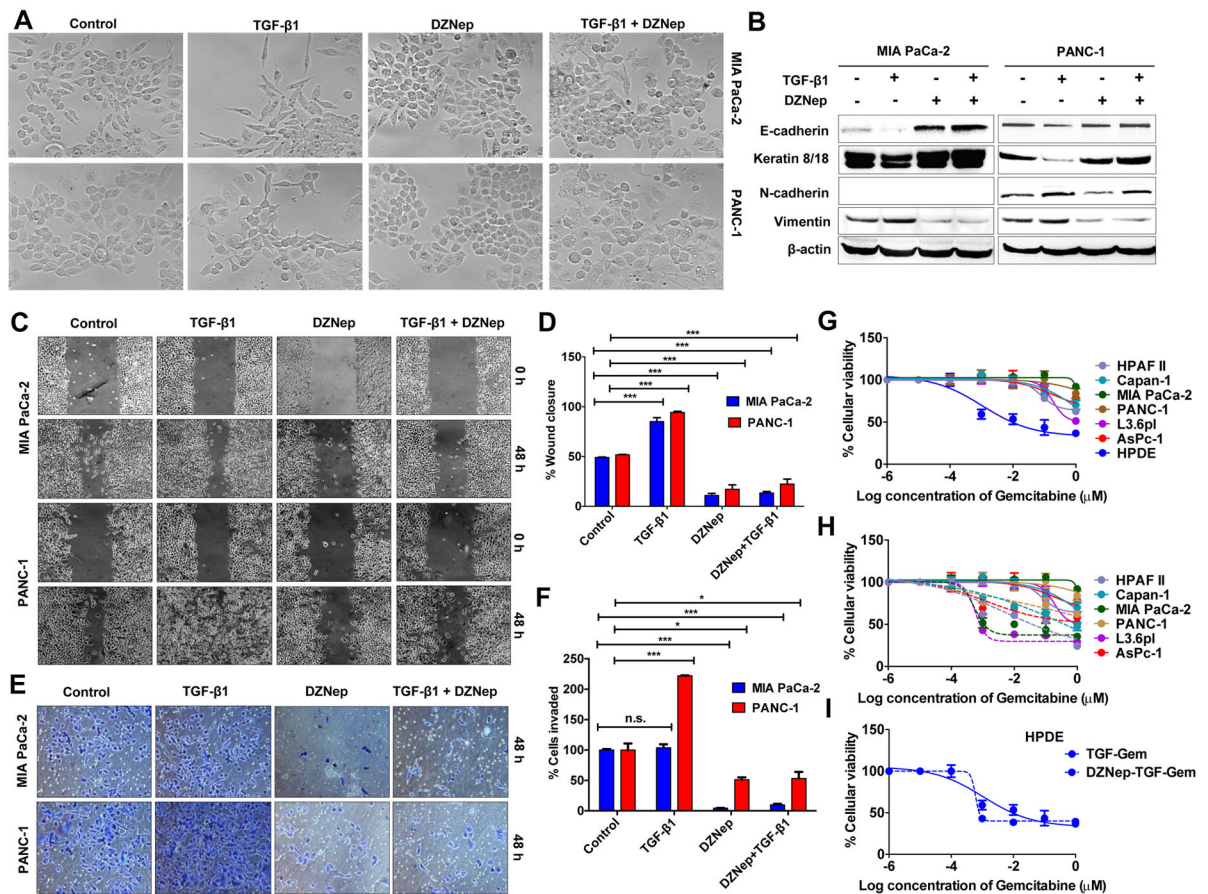 A
Control
TGF-β1
DZNep
TGF-β1 + DZNep
MIA PaCa-2
PANC-1
B
MIA PaCa-2
PANC-1
TGF-β1
- + - + - + - +
DZNep
- - + + - - + +
E-cadherin
Keratin 8/18
N-cadherin
Vimentin
β-actin
C
Control
TGF-β1
DZNep
TGF-β1 + DZNep
MIA PaCa-2
PANC-1
0 h
48 h
0 h
48 h
D
***
***
***
***
***
***
% Wound closure
150
100
50
0
MIA PaCa-2
PANC-1
Control
TGF-β1
DZNep
DZNep+TGF-β1
E
Control
TGF-β1
DZNep
TGF-β1 + DZNep
MIA PaCa-2
PANC-1
48 h
48 h
F
*
***
*
***
***
n.s.
% Cells invaded
250
200
150
100
50
0
MIA PaCa-2
PANC-1
Control
TGF-β1
DZNep
DZNep+TGF-β1
G
% Cellular viability
150
100
50
0
-6 -4 -2 0
Log concentration of Gemcitabine (μM)
HPAF II
Capan-1
MIA PaCa-2
PANC-1
L3.6pl
AsPc-1
HPDE
H
% Cellular viability
150
100
50
0
-6 -4 -2 0
Log concentration of Gemcitabine (μM)
HPAF II
Capan-1
MIA PaCa-2
PANC-1
L3.6pl
AsPc-1
I
HPDE
% Cellular viability
150
100
50
0
-6 -4 -2 0
Log concentration of Gemcitabine (μM)
TGF-Gem
DZNep-TGF-Gem